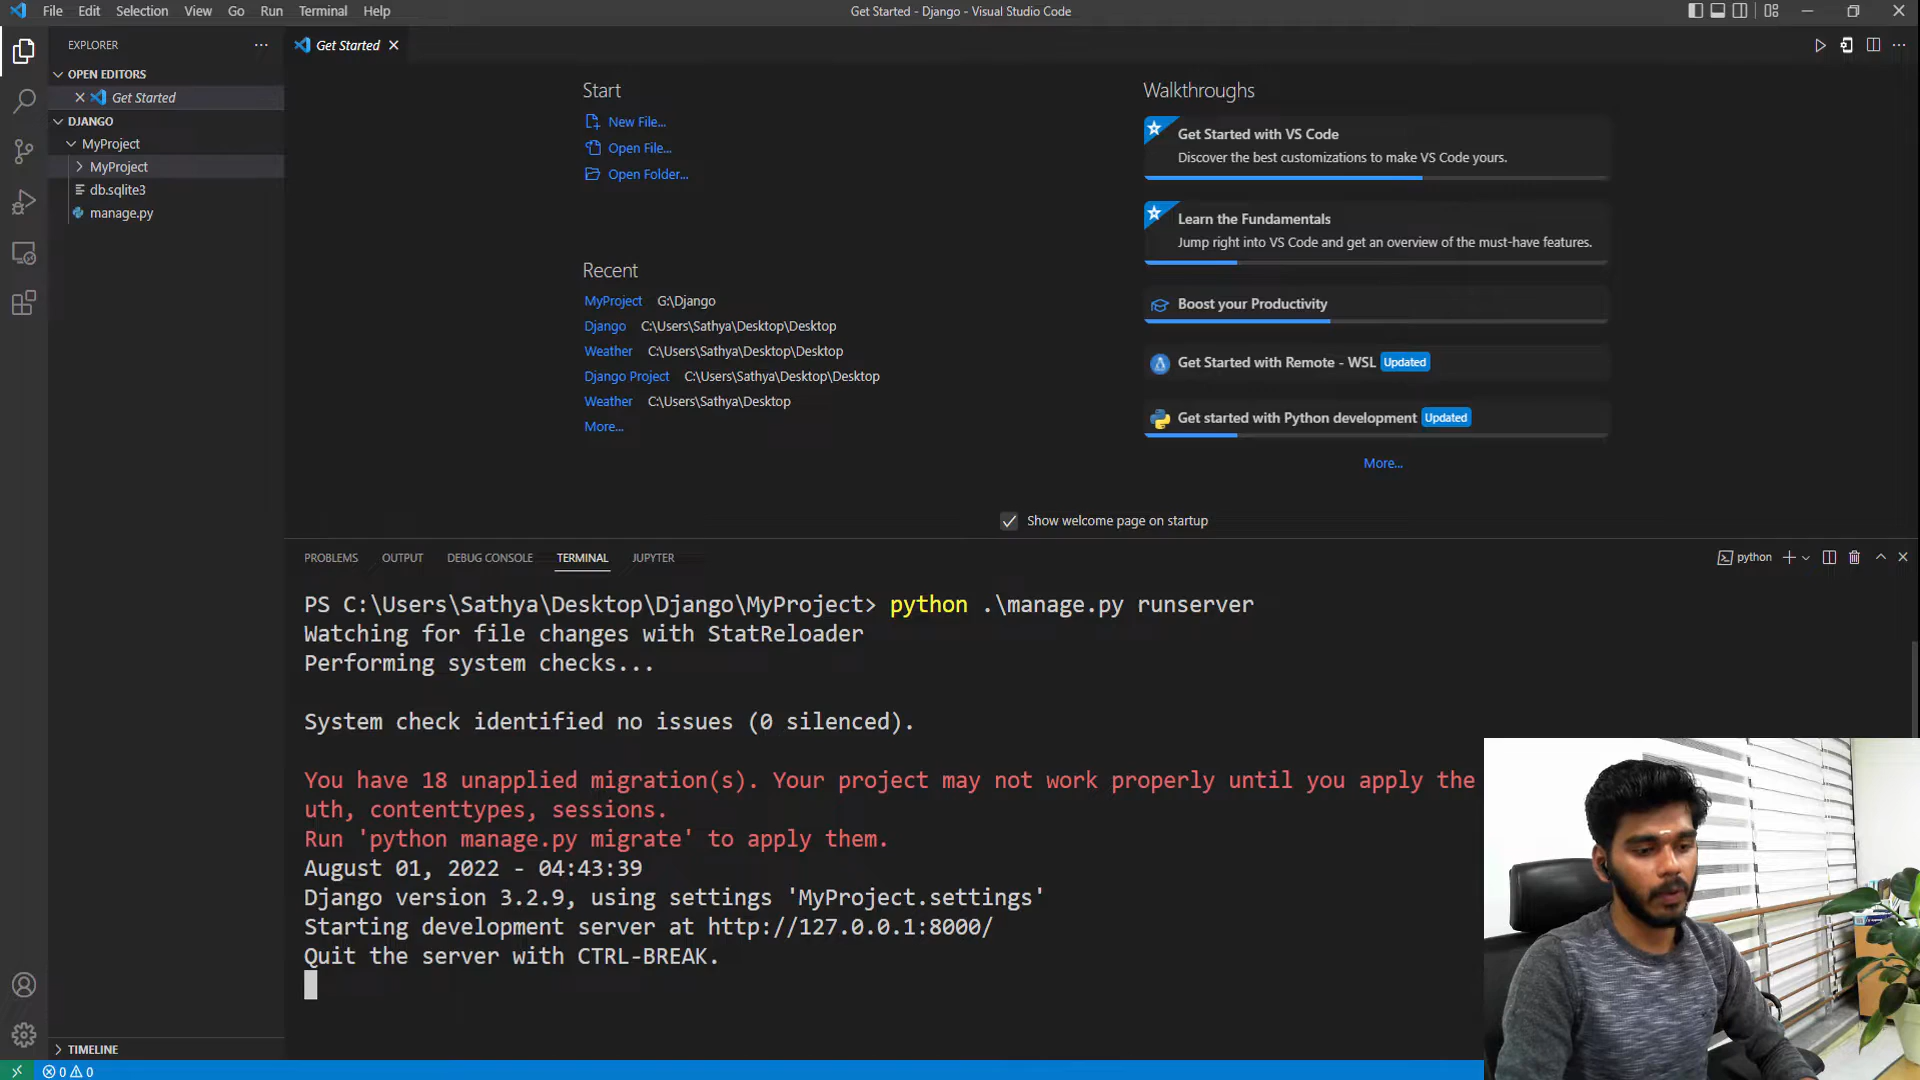 File Edit Selection View Go Run Terminal Help
Get Started - Django - Visual Studio Code
EXPLORER
OPEN EDITORS
Get Started
DJANGO
MyProject
MyProject
db.sqlite3
manage.py
TIMELINE
Get Started
Start
New File...
Open File...
Open Folder...
Recent
MyProject G:\Django
Django C:\Users\Sathya\Desktop\Desktop
Weather C:\Users\Sathya\Desktop\Desktop
Django Project C:\Users\Sathya\Desktop\Desktop
Weather C:\Users\Sathya\Desktop
More...
Walkthroughs
Get Started with VS Code
Discover the best customizations to make VS Code yours.
Learn the Fundamentals
Jump right into VS Code and get an overview of the must-have features.
Boost your Productivity
Get Started with Remote - WSL Updated
Get started with Python development Updated
More...
Show welcome page on startup
PROBLEMS OUTPUT DEBUG CONSOLE TERMINAL JUPYTER
python
PS C:\Users\Sathya\Desktop\Django\MyProject> python .\manage.py runserver
Watching for file changes with StatReloader
Performing system checks...
System check identified no issues (0 silenced).
You have 18 unapplied migration(s). Your project may not work properly until you apply the
uth, contenttypes, sessions.
Run 'python manage.py migrate' to apply them.
August 01, 2022 - 04:43:39
Django version 3.2.9, using settings 'MyProject.settings'
Starting development server at http://127.0.0.1:8000/
Quit the server with CTRL-BREAK.
0 0